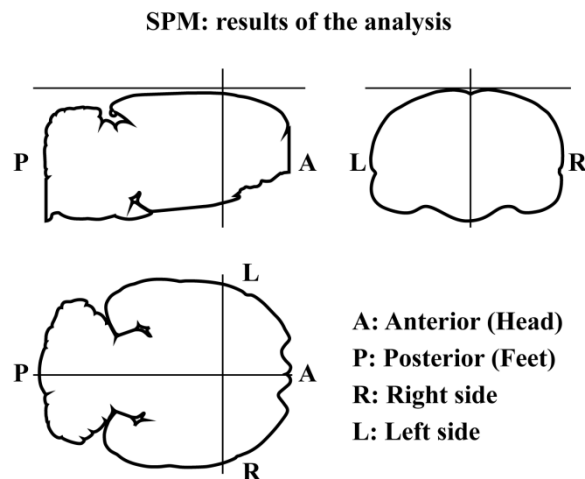 SPM: results of the analysis
P
A
L
R
L
P
A
R
A: Anterior (Head)
P: Posterior (Feet)
R: Right side
L: Left side